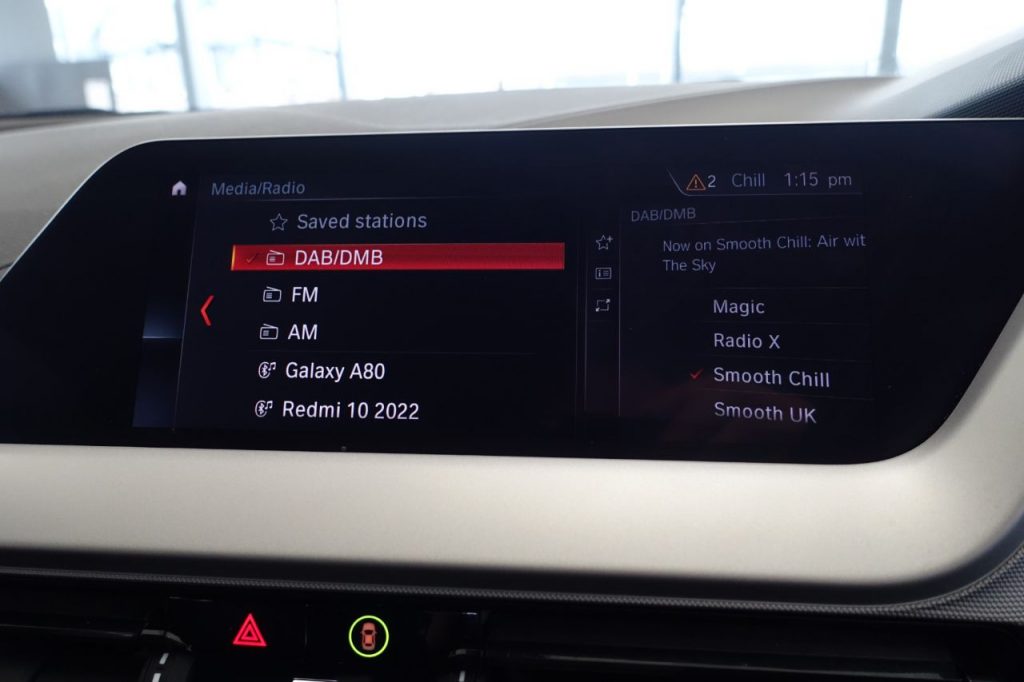 Media/Radio
2 Chill 1:15 pm
Saved stations
DAB/DMB
FM
AM
Galaxy A80
Redmi 10 2022
DAB/DMB
Now on Smooth Chill: Air wit
The Sky
Magic
Radio X
Smooth Chill
Smooth UK